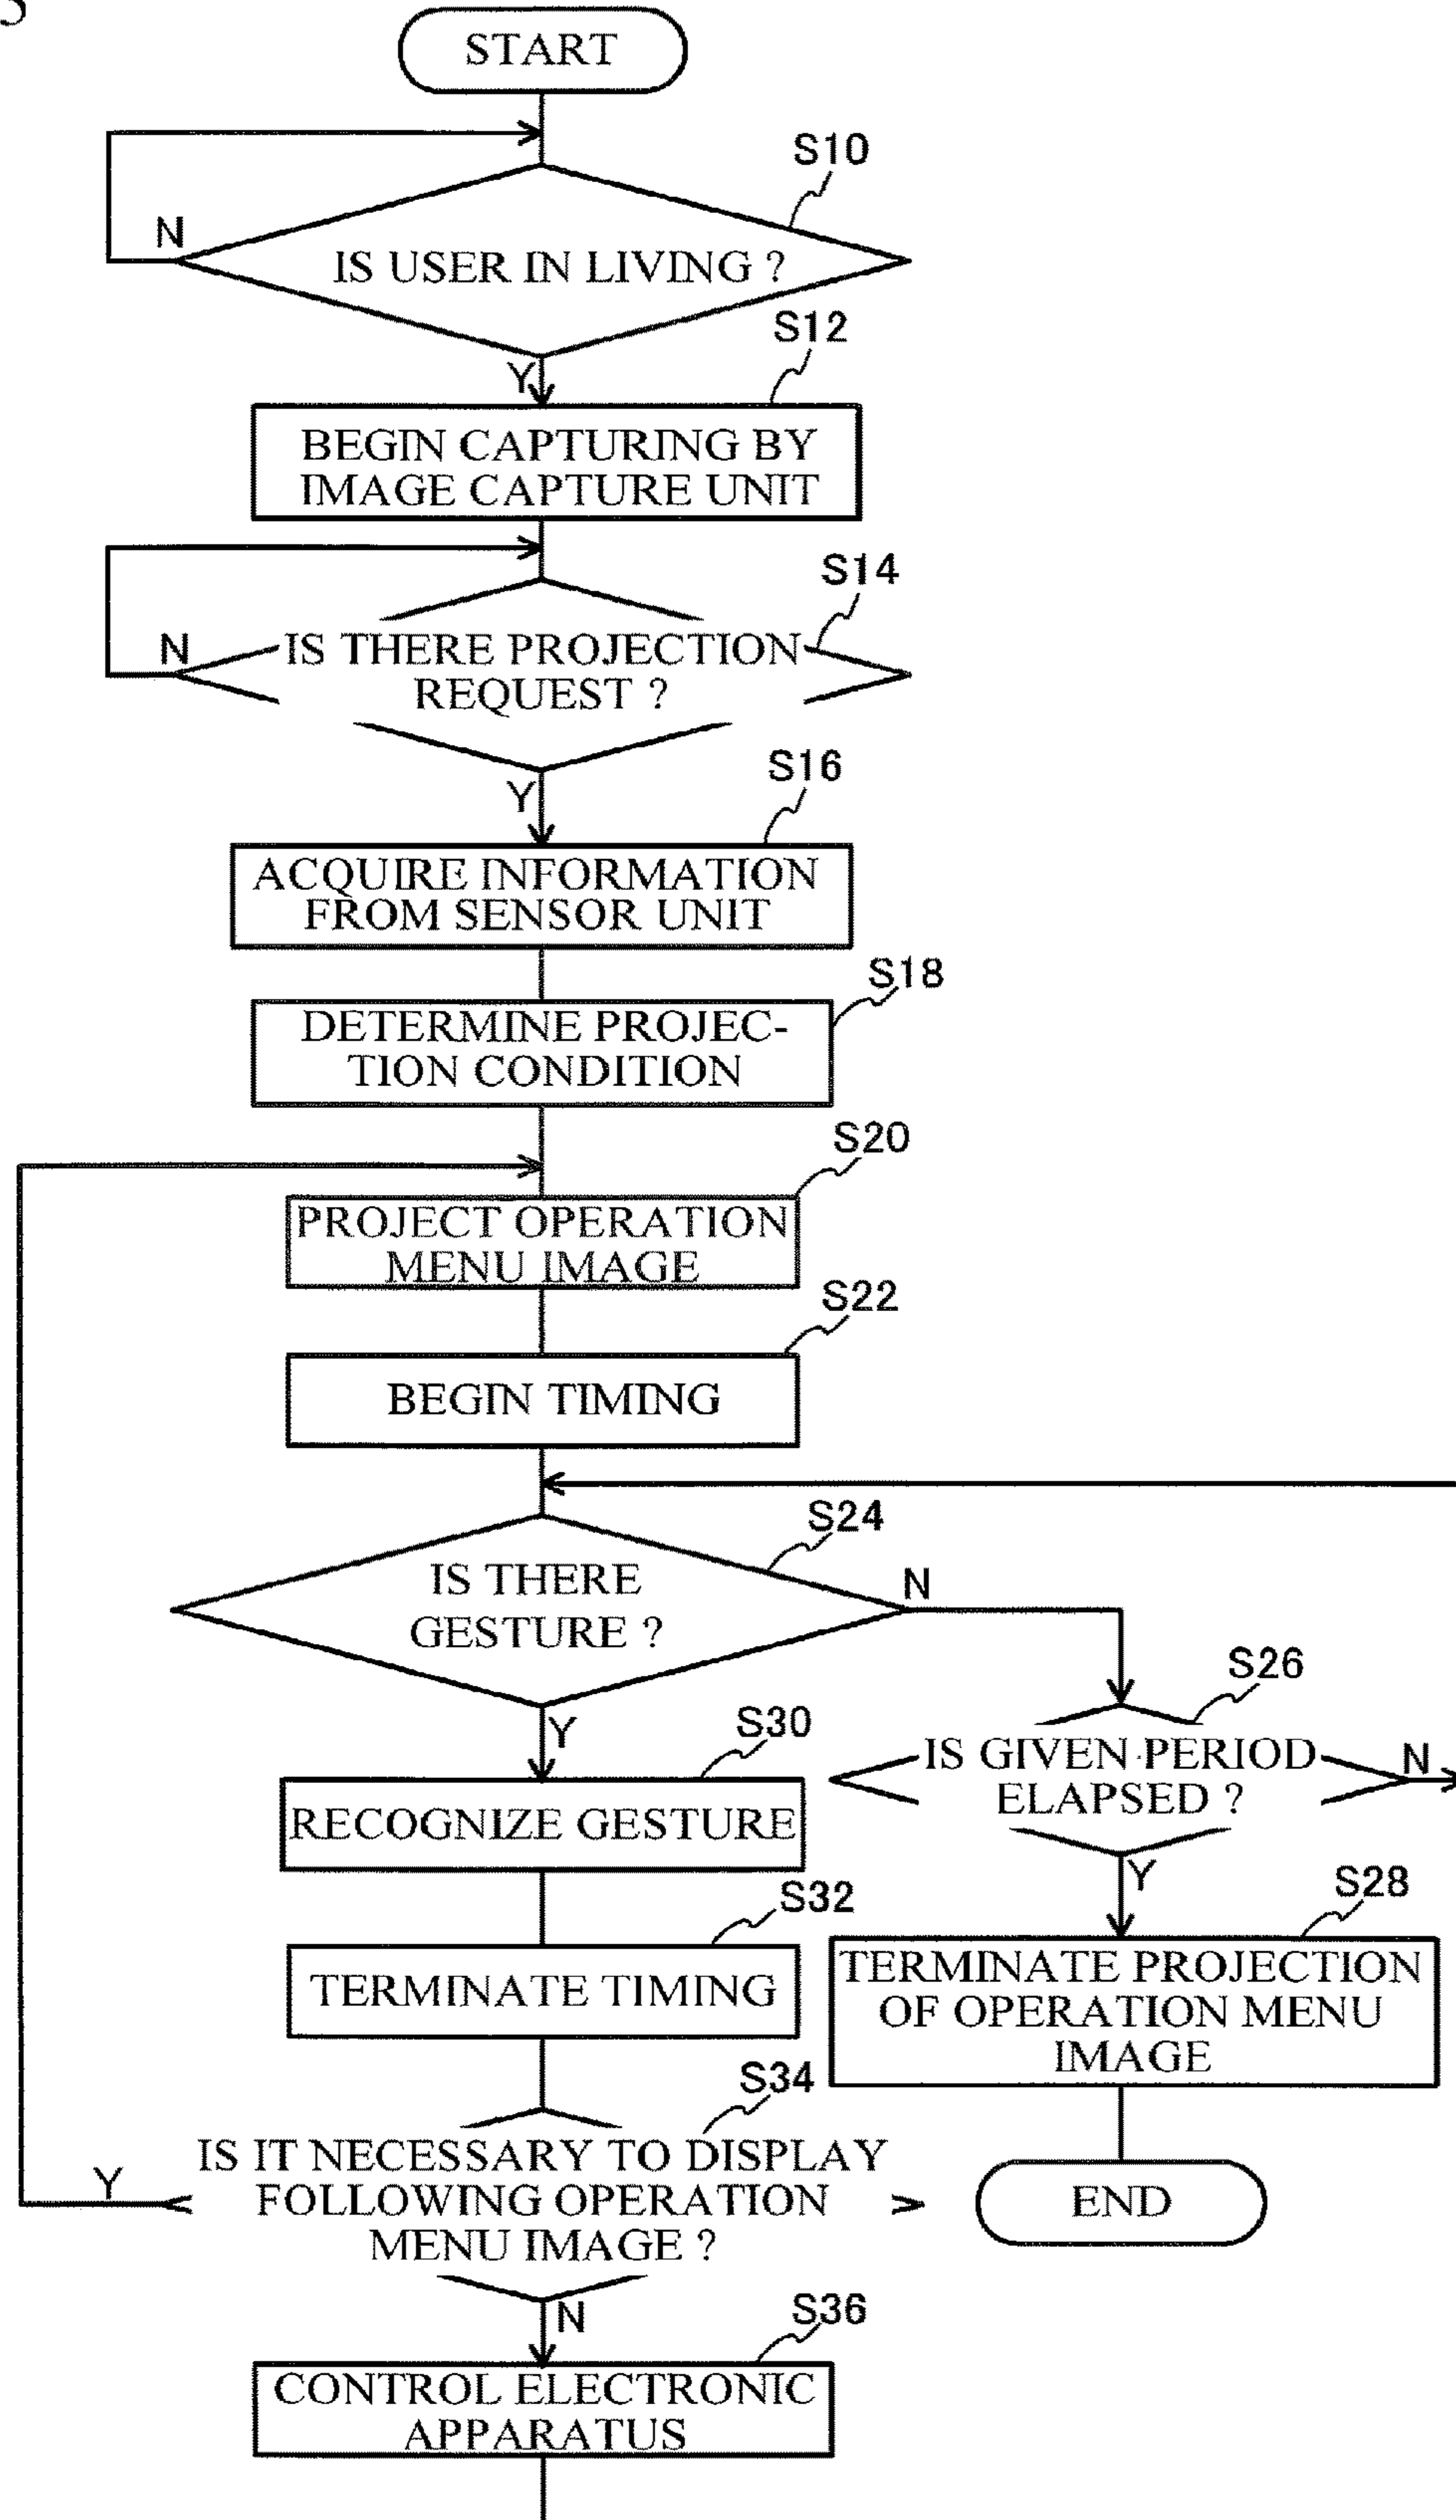 START
S10
N
IS USER IN LIVING ?
S12
Y
BEGIN CAPTURING BY
IMAGE CAPTURE UNIT
S14
N
IS THERE PROJECTION
REQUEST ?
S16
Y
ACQUIRE INFORMATION
FROM SENSOR UNIT
S18
DETERMINE PROJEC-
TION CONDITION
S20
PROJECT OPERATION
MENU IMAGE
S22
BEGIN TIMING
S24
IS THERE
GESTURE ?
N
S26
IS GIVEN PERIOD
ELAPSED ?
N
Y
S30
RECOGNIZE GESTURE
Y
S28
S32
TERMINATE TIMING
TERMINATE PROJECTION
OF OPERATION MENU
IMAGE
S34
IS IT NECESSARY TO DISPLAY
FOLLOWING OPERATION
MENU IMAGE ?
Y
END
N
S36
CONTROL ELECTRONIC
APPARATUS